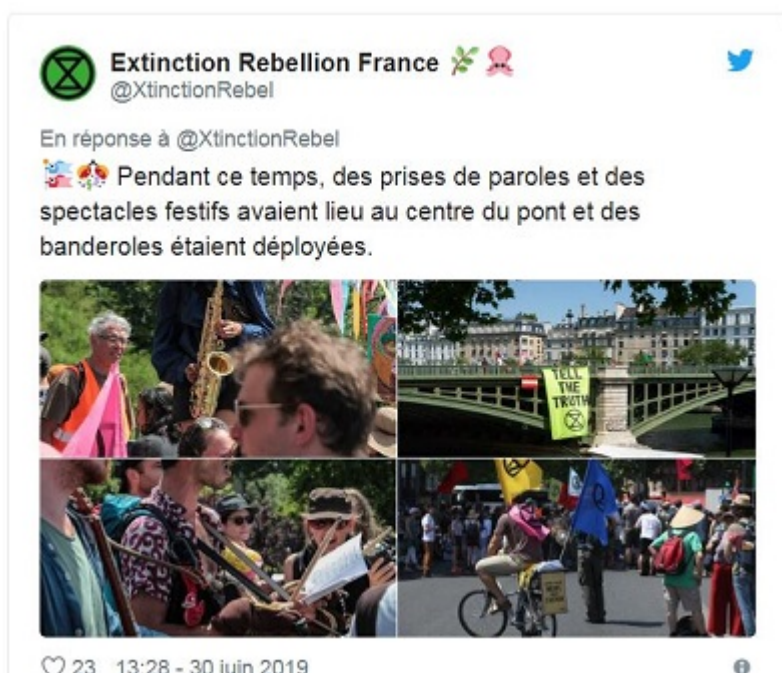 Extinction Rebellion France
@XtinctionRebel
En réponse à @XtinctionRebel
Pendant ce temps, des prises de paroles et des
spectacles festifs avaient lieu au centre du pont et des
banderoles étaient déployées.
TELL
THE
TRUTH
23 13:28 - 30 juin 2019